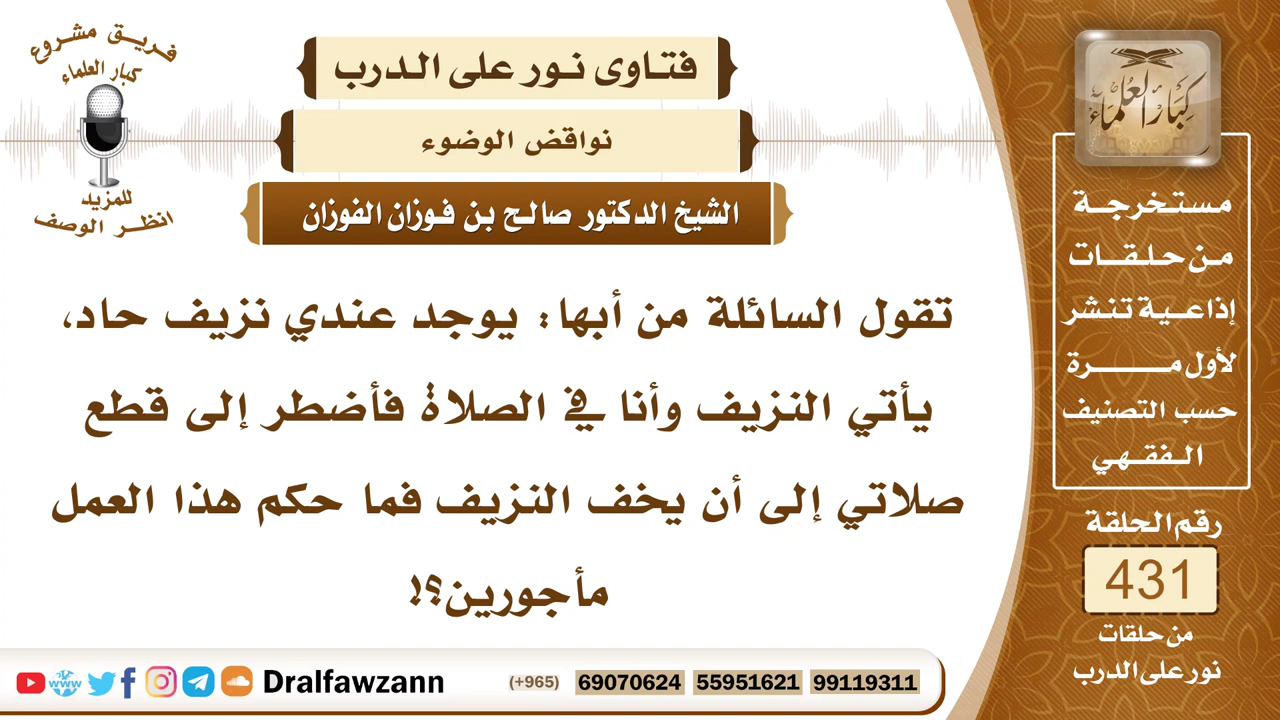 فريق مشروع
كبار العلماء
للمزيد
انظر الوصف
فتاوى نور على الدرب
نواقض الوضوء
الشيخ الدكتور صالح بن فوزان الفوزان
تقول السائلة من أبها: يوجد عندي نزيف حاد،
يأتي النزيف وأنا في الصلاة فأضطر إلى قطع
صلاتي إلى أن يخف النزيف فما حكم هذا العمل
مأجورين؟!
كبار العلماء
مستخرجة
من حلقات
إذاعية تنشر
لأول مرة
حسب التصنيف
الفقهي
رقم الحلقة
431
من حلقات
نور على الدرب
www
Dralfawzann
(+965) 69070624 55951621 99119311